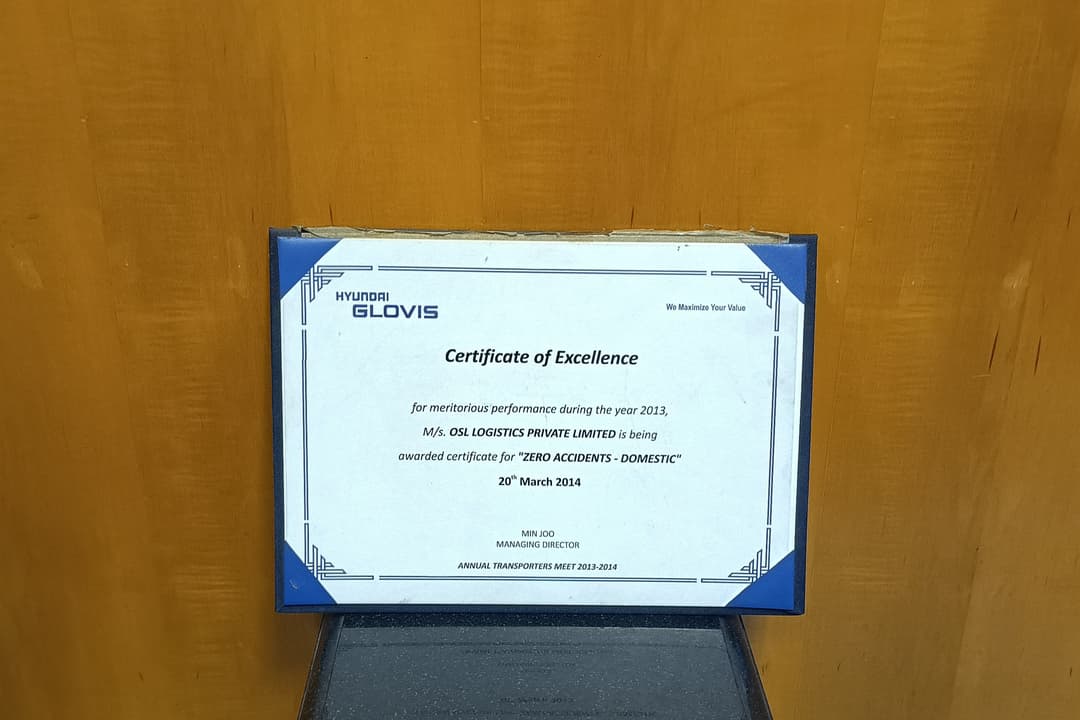 HYUNDAI
GLOVIS
We Maximize Your Value
Certificate of Excellence
for meritorious performance during the year 2013,
M/s. OSL LOGISTICS PRIVATE LIMITED is being
awarded certificate for "ZERO ACCIDENTS - DOMESTIC"
20th March 2014
MIN JOO
MANAGING DIRECTOR
ANNUAL TRANSPORTERS MEET 2013-2014